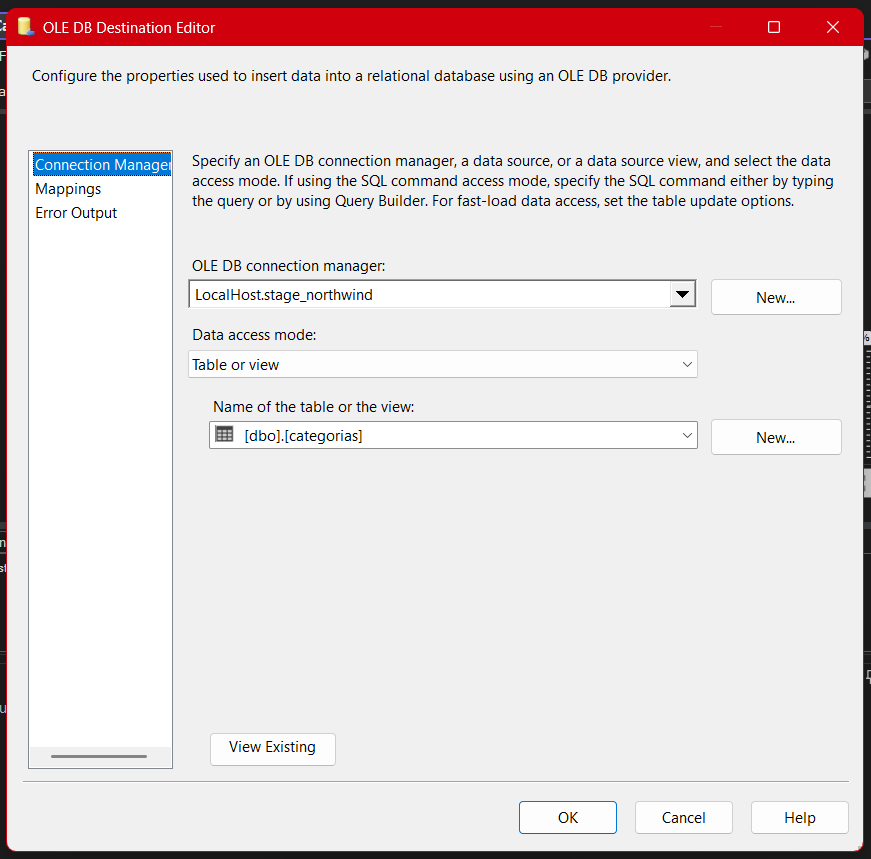 OLE DB Destination Editor
Configure the properties used to insert data into a relational database using an OLE DB provider.
Connection Manager
Mappings
Error Output
Specify an OLE DB connection manager, a data source, or a data source view, and select the data
access mode. If using the SQL command access mode, specify the SQL command either by typing
the query or by using Query Builder. For fast-load data access, set the table update options.
OLE DB connection manager:
LocalHost.stage_northwind
New...
Data access mode:
Table or view
Name of the table or the view:
[dbo].[categorias]
New...
View Existing
OK
Cancel
Help